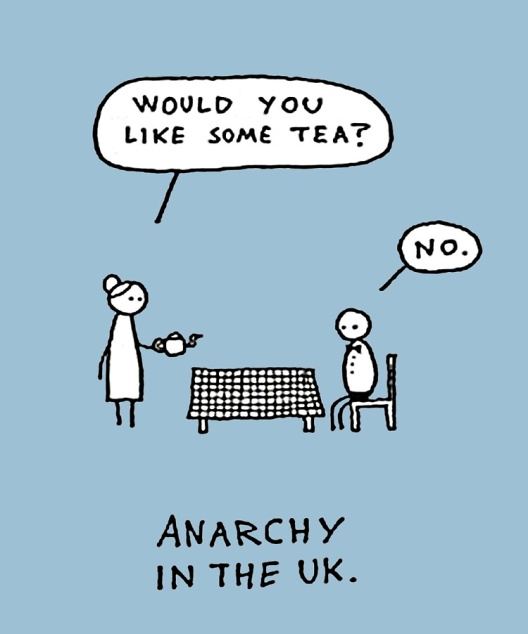 WOULD YOU
LIKE SOME TEA?
NO.
ANARCHY
IN THE UK.